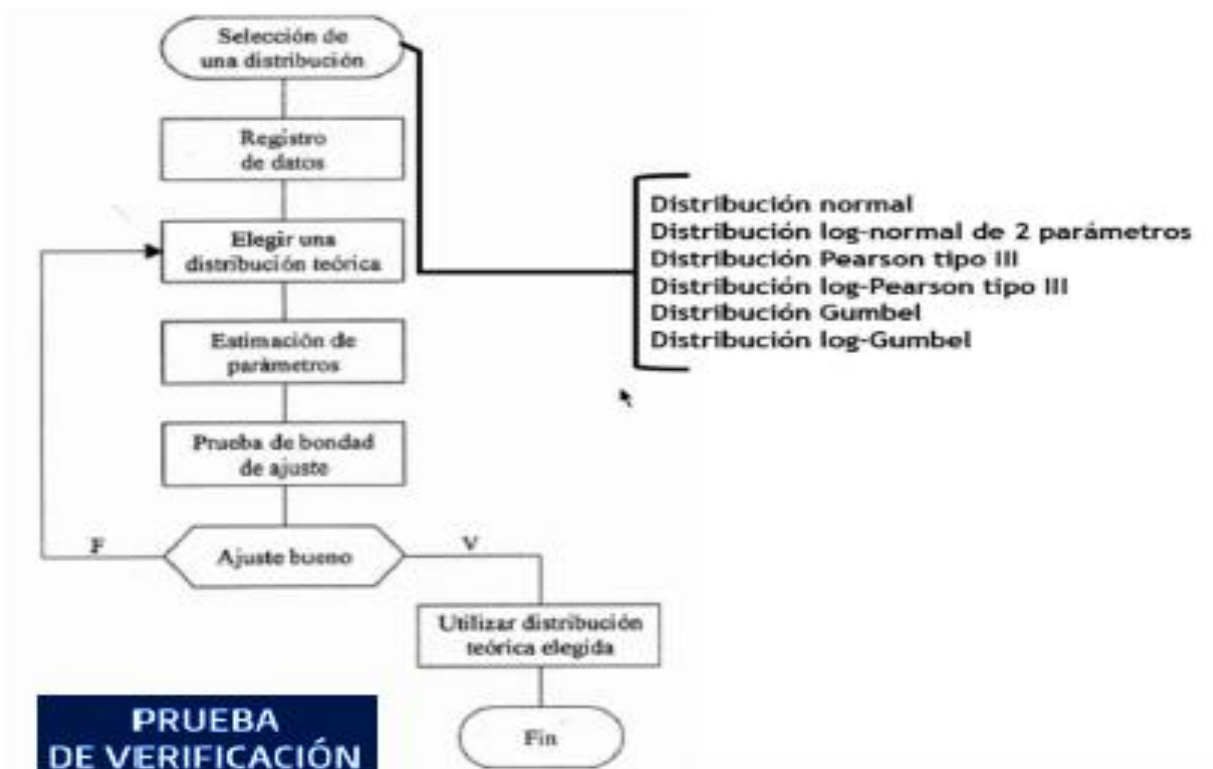 Selección de
una distribución
Registro
de datos
Elegir una
distribución teórica
Estimación de
parámetros
Prueba de bondad
de ajuste
F
Ajuste bueno
V
Utilizar distribución
teórica elegida
Fin
Distribución normal
Distribución log-normal de 2 parámetros
Distribución Pearson tipo III
Distribución log-Pearson tipo III
Distribución Gumbel
Distribución log-Gumbel
PRUEBA
DE VERIFICACIÓN